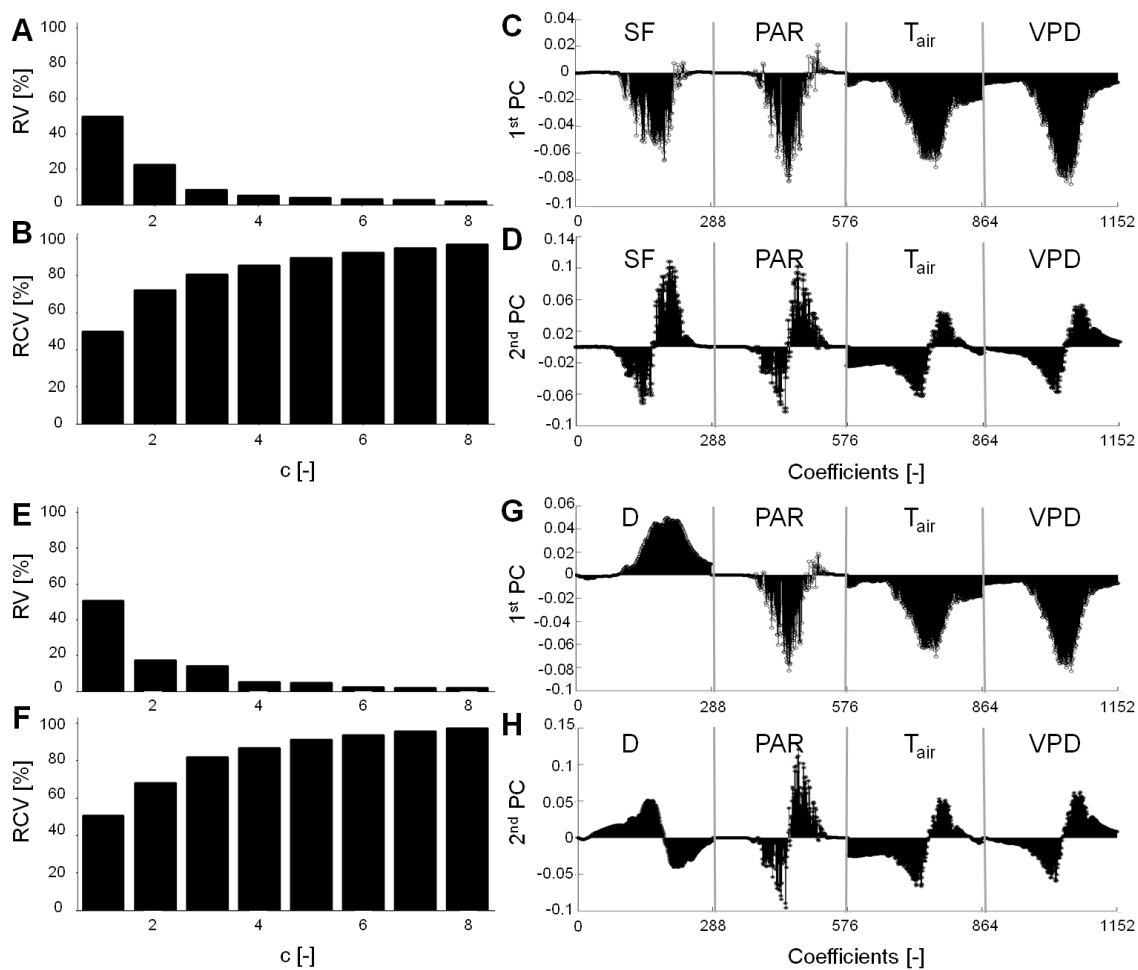 A
RV [%]
100
80
60
40
20
0
2 4 6 8
B
RCV [%]
100
80
60
40
20
0
2 4 6 8
c [-]
C
SF PAR Tair VPD
1st PC
0.04
0.02
0
-0.02
-0.04
-0.06
-0.08
-0.1
0 288 576 864 1152
D
SF PAR Tair VPD
2nd PC
0.14
0.1
0.06
0.02
-0.02
-0.06
-0.1
0 288 576 864 1152
Coefficients [-]
E
RV [%]
100
80
60
40
20
0
2 4 6 8
F
RCV [%]
100
80
60
40
20
0
2 4 6 8
c [-]
G
D PAR Tair VPD
1st PC
0.06
0.04
0.02
0
-0.02
-0.04
-0.06
-0.08
-0.1
0 288 576 864 1152
H
D PAR Tair VPD
2nd PC
0.15
0.1
0.05
0
-0.05
-0.1
0 288 576 864 1152
Coefficients [-]